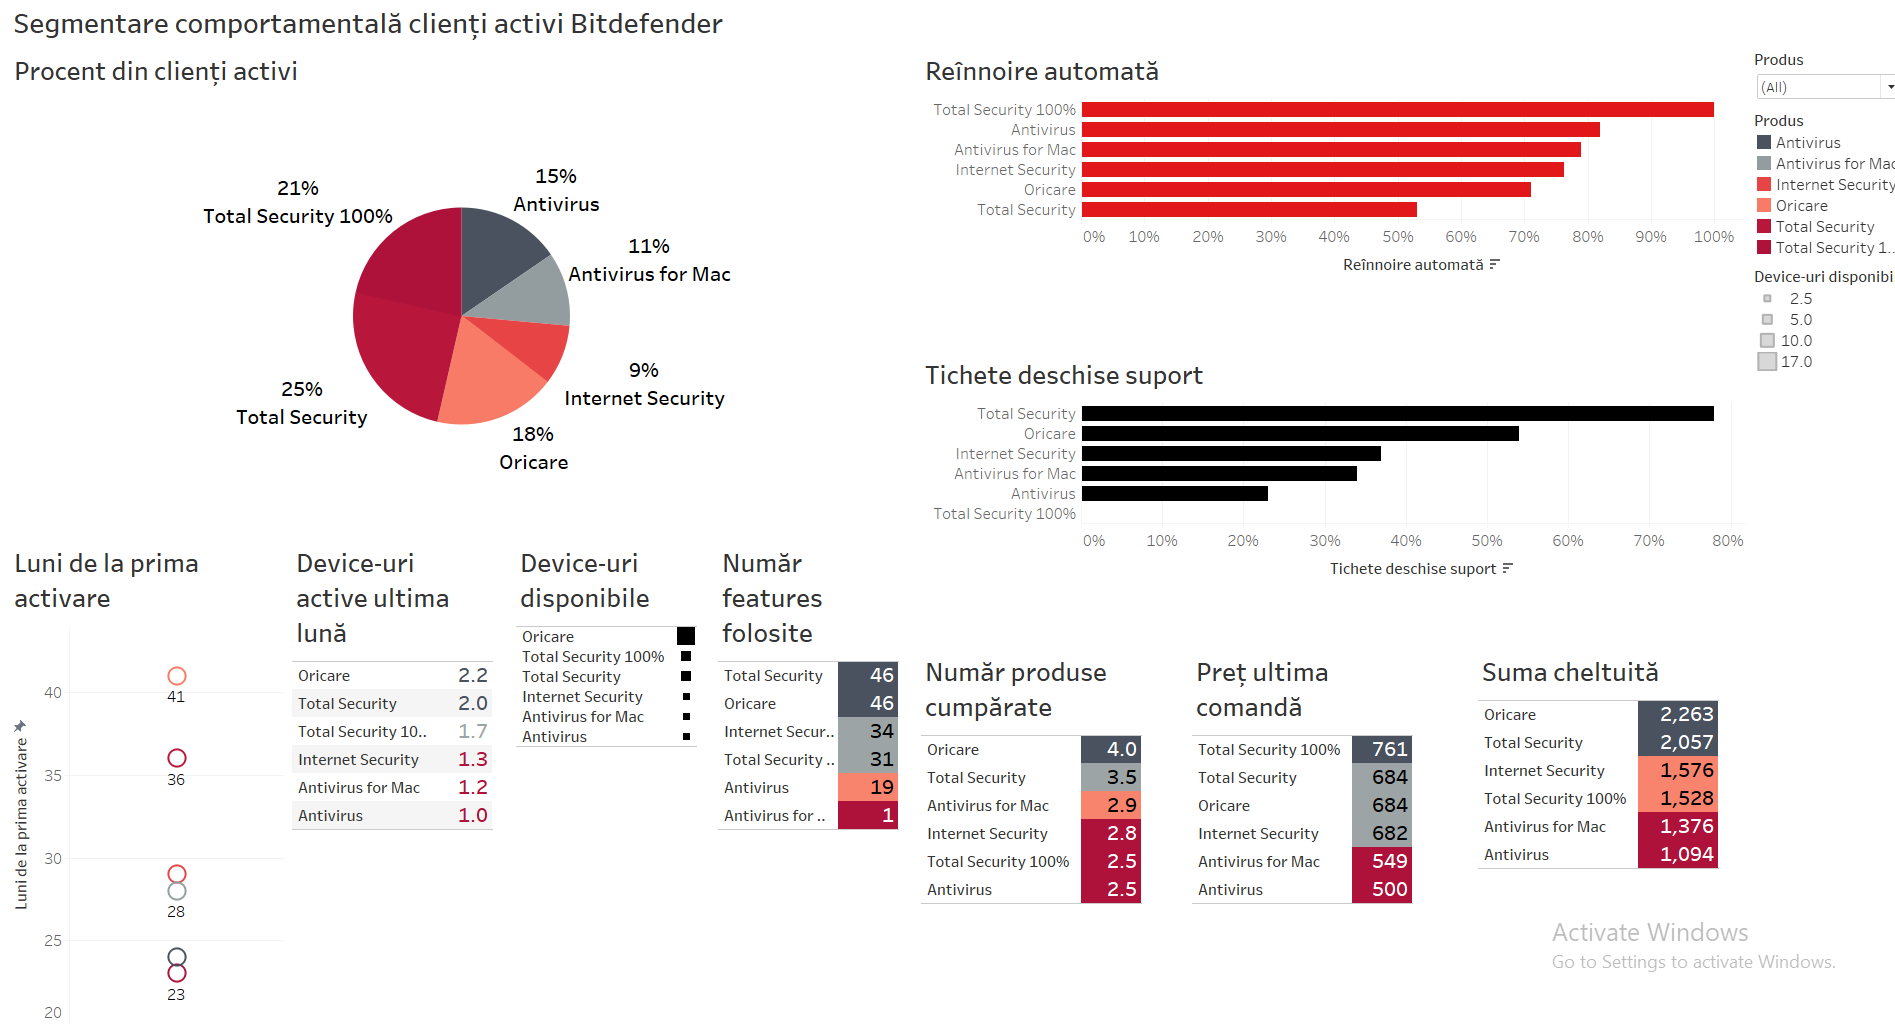 Segmentare comportamentală clienți activi Bitdefender
Procent din clienți activi
21%
Total Security 100%
15%
Antivirus
11%
Antivirus for Mac
9%
Internet Security
25%
Total Security
18%
Oricare
Reînnoire automată
Total Security 100%
Antivirus
Antivirus for Mac
Internet Security
Oricare
Total Security
0% 10% 20% 30% 40% 50% 60% 70% 80% 90% 100%
Reînnoire automată
Produs
(All)
Produs
Antivirus
Antivirus for Mac
Internet Security
Oricare
Total Security
Total Security 1..
Device-uri disponibi
2.5
5.0
10.0
17.0
Tichete deschise suport
Total Security
Oricare
Internet Security
Antivirus for Mac
Antivirus
Total Security 100%
0% 10% 20% 30% 40% 50% 60% 70% 80%
Tichete deschise suport
Luni de la prima
activare
Luni de la prima activare
40
35
30
25
20
41
36
28
23
Device-uri
active ultima
lună
Oricare 2.2
Total Security 2.0
Total Security 10.. 1.7
Internet Security 1.3
Antivirus for Mac 1.2
Antivirus 1.0
Device-uri
disponibile
Oricare
Total Security 100%
Total Security
Internet Security
Antivirus for Mac
Antivirus
Număr
features
folosite
Total Security 46
Oricare 46
Internet Secur.. 34
Total Security .. 31
Antivirus 19
Antivirus for .. 1
Număr produse
cumpărate
Oricare 4.0
Total Security 3.5
Antivirus for Mac 2.9
Internet Security 2.8
Total Security 100% 2.5
Antivirus 2.5
Preț ultima
comandă
Total Security 100% 761
Total Security 684
Oricare 684
Internet Security 682
Antivirus for Mac 549
Antivirus 500
Suma cheltuită
Oricare 2,263
Total Security 2,057
Internet Security 1,576
Total Security 100% 1,528
Antivirus for Mac 1,376
Antivirus 1,094
Activate Windows
Go to Settings to activate Windows.